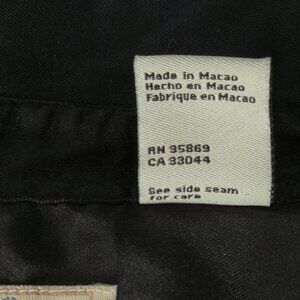 Made in Macao
Hecho en Macao
Fabrique en Macao
RN 35869
CA 33044
See side seam
for care